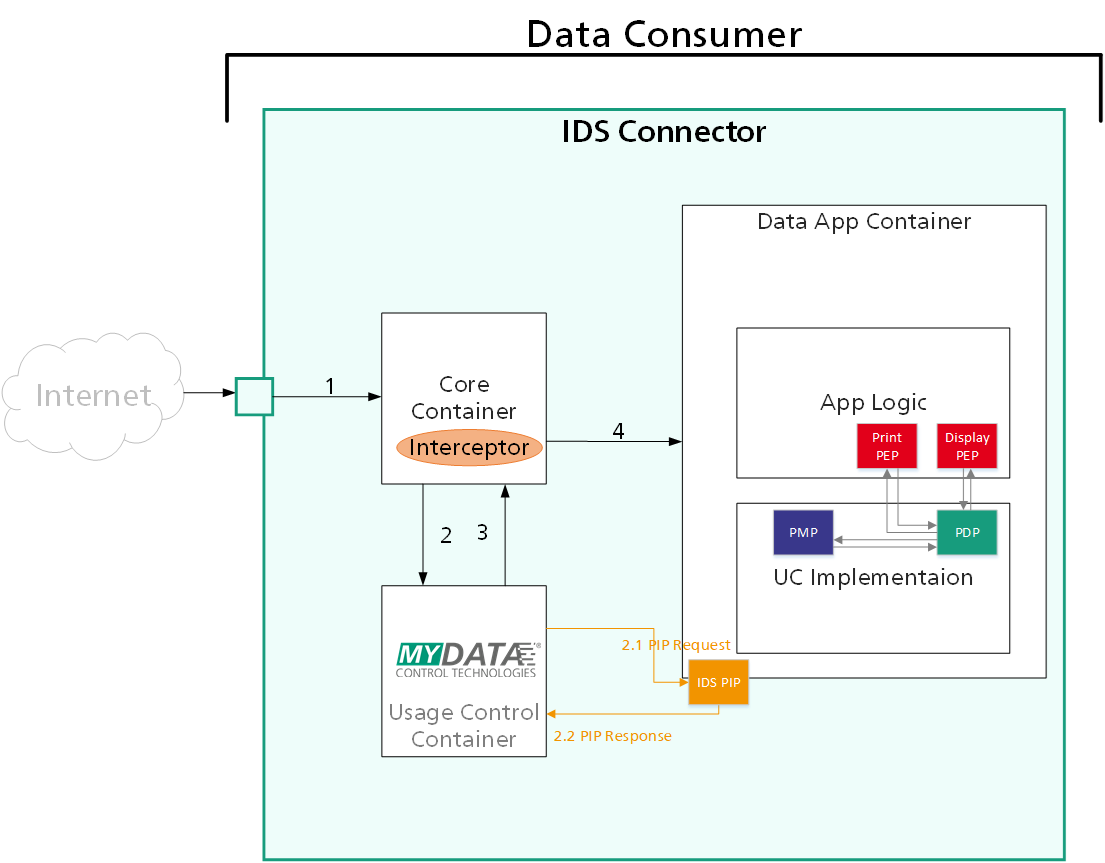 Data Consumer
IDS Connector
Data App Container
Internet
1
Core
Container
Interceptor
4
App Logic
Print
PEP
Display
PEP
2
3
PMP
PDP
UC Implementaion
MYDATA®
CONTROL TECHNOLOGIES
Usage Control
Container
2.1 PIP Request
IDS PIP
2.2 PIP Response